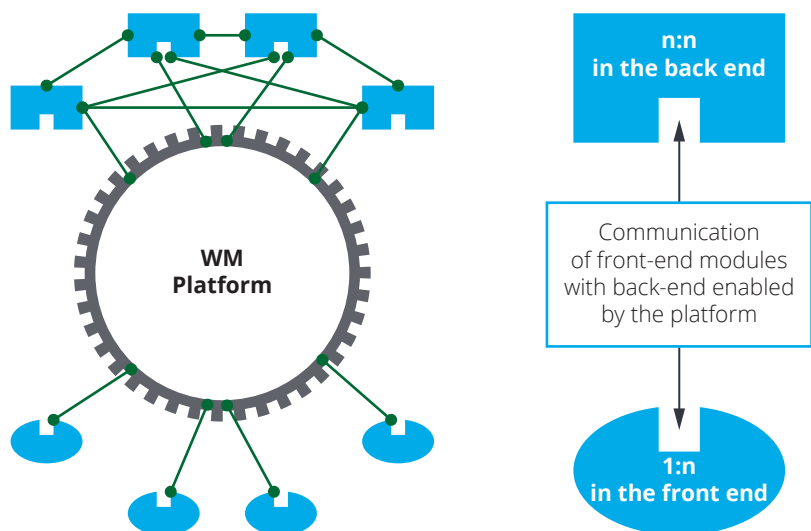 WM
Platform
n:n
in the back end
Communication
of front-end modules
with back-end enabled
by the platform
1:n
in the front end